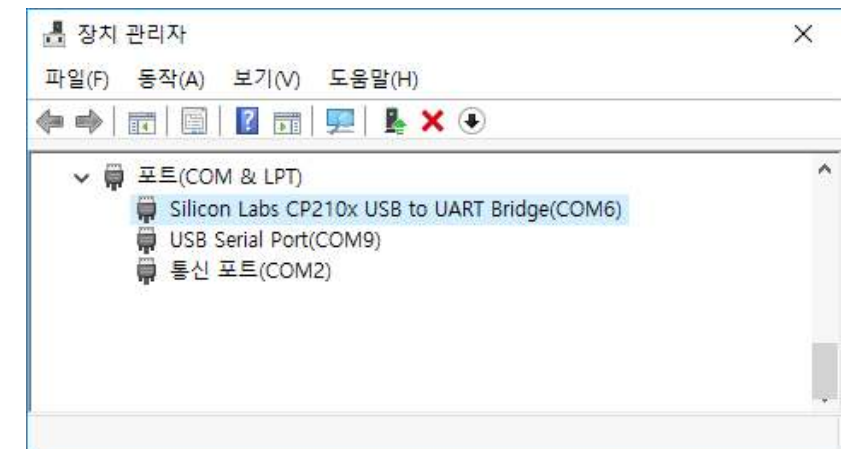 장치 관리자
파일(F) 동작(A) 보기(V) 도움말(H)
포트(COM & LPT)
Silicon Labs CP210x USB to UART Bridge(COM6)
USB Serial Port(COM9)
통신 포트(COM2)